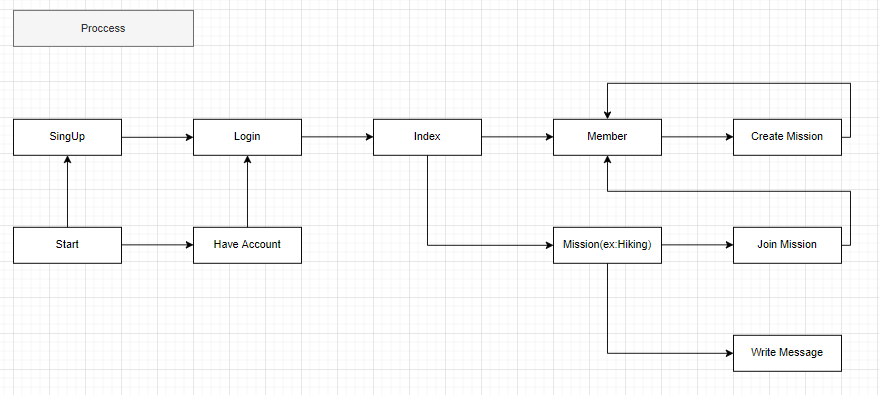 Proccess
SingUp
Login
Index
Member
Create Mission
Start
Have Account
Mission(ex:Hiking)
Join Mission
Write Message